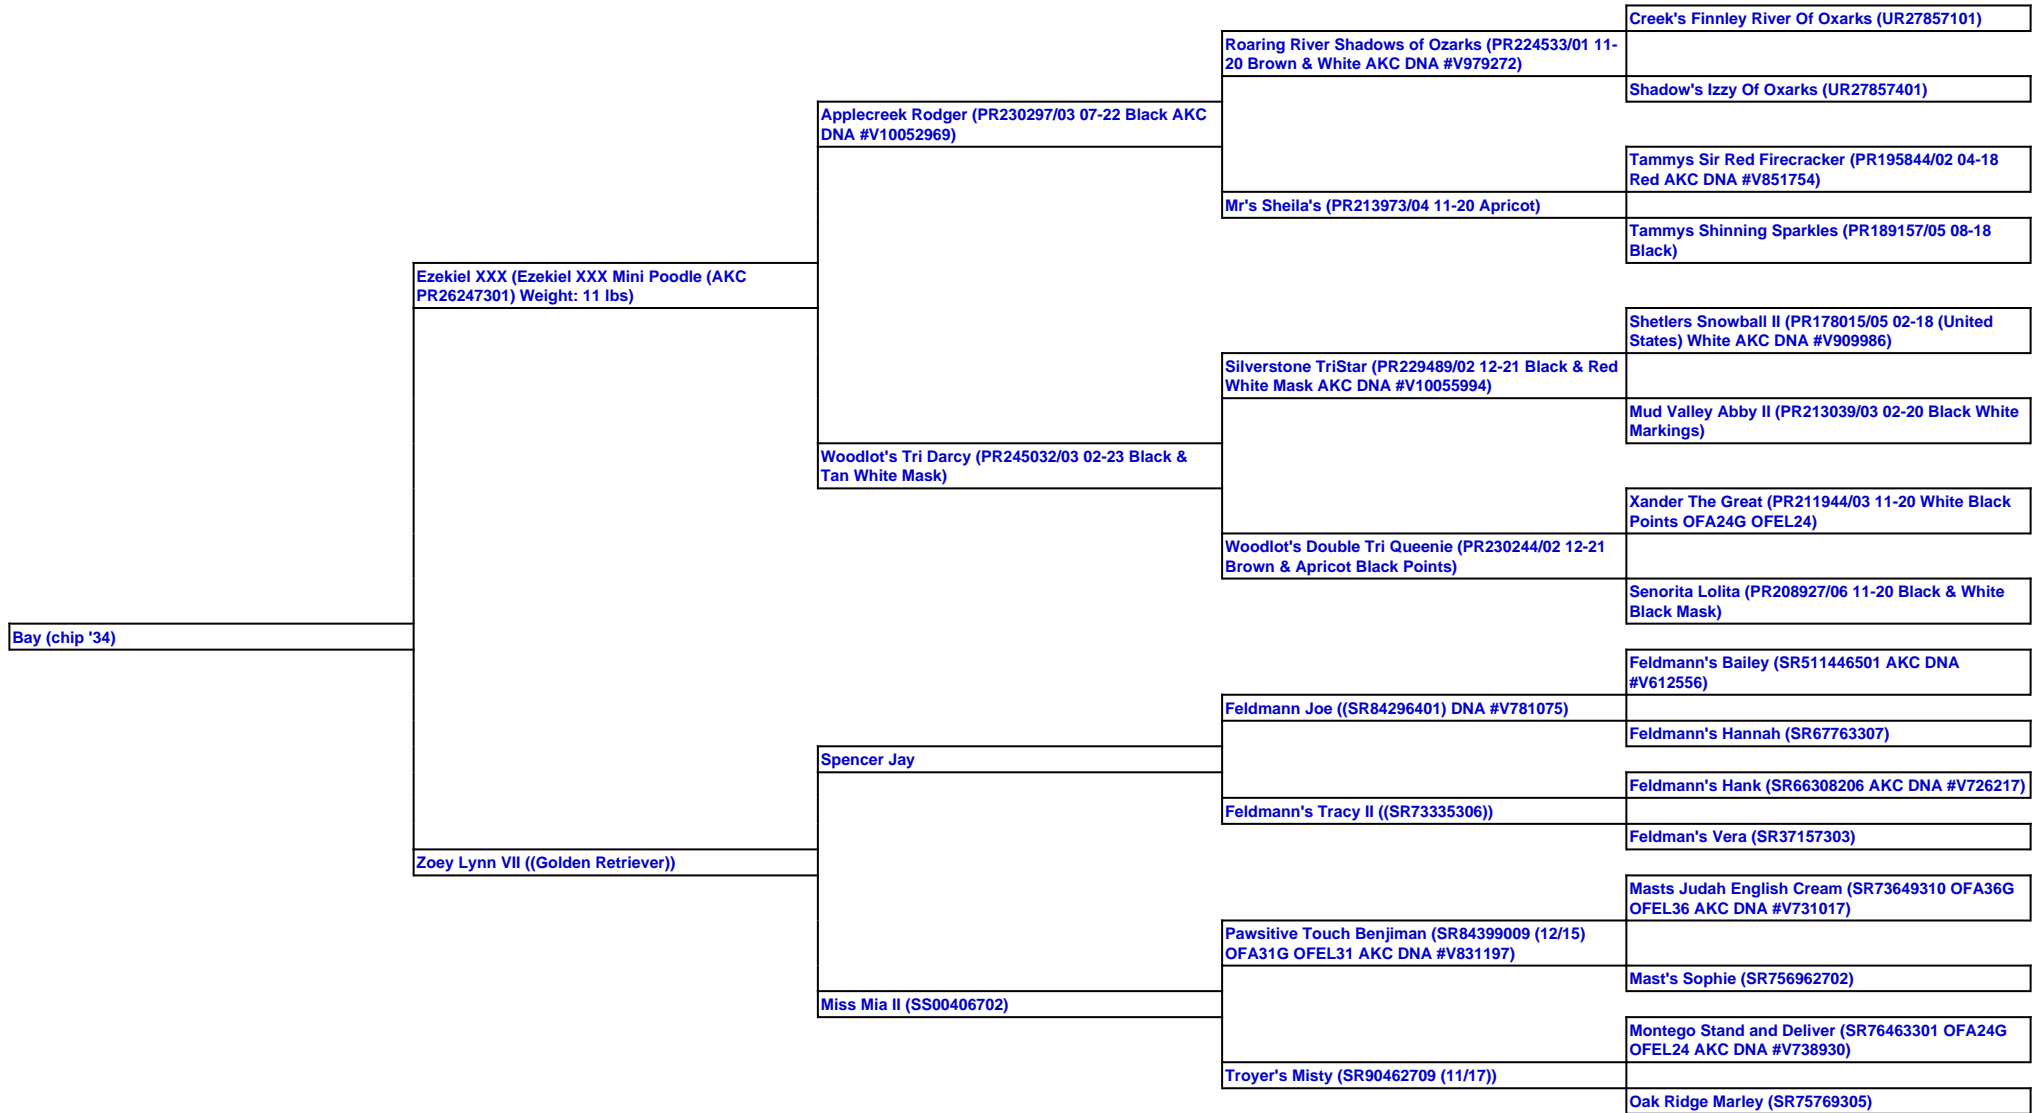 Creek's Finnley River Of Oxarks (UR27857101)
Roaring River Shadows of Ozarks (PR224533/01 11-
20 Brown & White AKC DNA #V979272)
Shadow's Izzy Of Oxarks (UR27857401)
Applecreek Rodger (PR230297/03 07-22 Black AKC
DNA #V10052969)
Tammys Sir Red Firecracker (PR195844/02 04-18
Red AKC DNA #V851754)
Mr's Sheila's (PR213973/04 11-20 Apricot)
Tammys Shinning Sparkles (PR189157/05 08-18
Black)
Ezekiel XXX (Ezekiel XXX Mini Poodle (AKC
PR26247301) Weight: 11 lbs)
Shetlers Snowball II (PR178015/05 02-18 (United
States) White AKC DNA #V909986)
Silverstone TriStar (PR229489/02 12-21 Black & Red
White Mask AKC DNA #V10055994)
Mud Valley Abby II (PR213039/03 02-20 Black White
Markings)
Woodlot's Tri Darcy (PR245032/03 02-23 Black &
Tan White Mask)
Xander The Great (PR211944/03 11-20 White Black
Points OFA24G OFEL24)
Woodlot's Double Tri Queenie (PR230244/02 12-21
Brown & Apricot Black Points)
Senorita Lolita (PR208927/06 11-20 Black & White
Black Mask)
Bay (chip '34)
Feldmann's Bailey (SR511446501 AKC DNA
#V612556)
Feldmann Joe ((SR84296401) DNA #V781075)
Feldmann's Hannah (SR67763307)
Spencer Jay
Feldmann's Hank (SR66308206 AKC DNA #V726217)
Feldmann's Tracy II ((SR73335306))
Feldman's Vera (SR37157303)
Zoey Lynn VII ((Golden Retriever))
Masts Judah English Cream (SR73649310 OFA36G
OFEL36 AKC DNA #V731017)
Pawsitive Touch Benjiman (SR84399009 (12/15)
OFA31G OFEL31 AKC DNA #V831197)
Mast's Sophie (SR756962702)
Miss Mia II (SS00406702)
Montego Stand and Deliver (SR76463301 OFA24G
OFEL24 AKC DNA #V738930)
Troyer's Misty (SR90462709 (11/17))
Oak Ridge Marley (SR75769305)